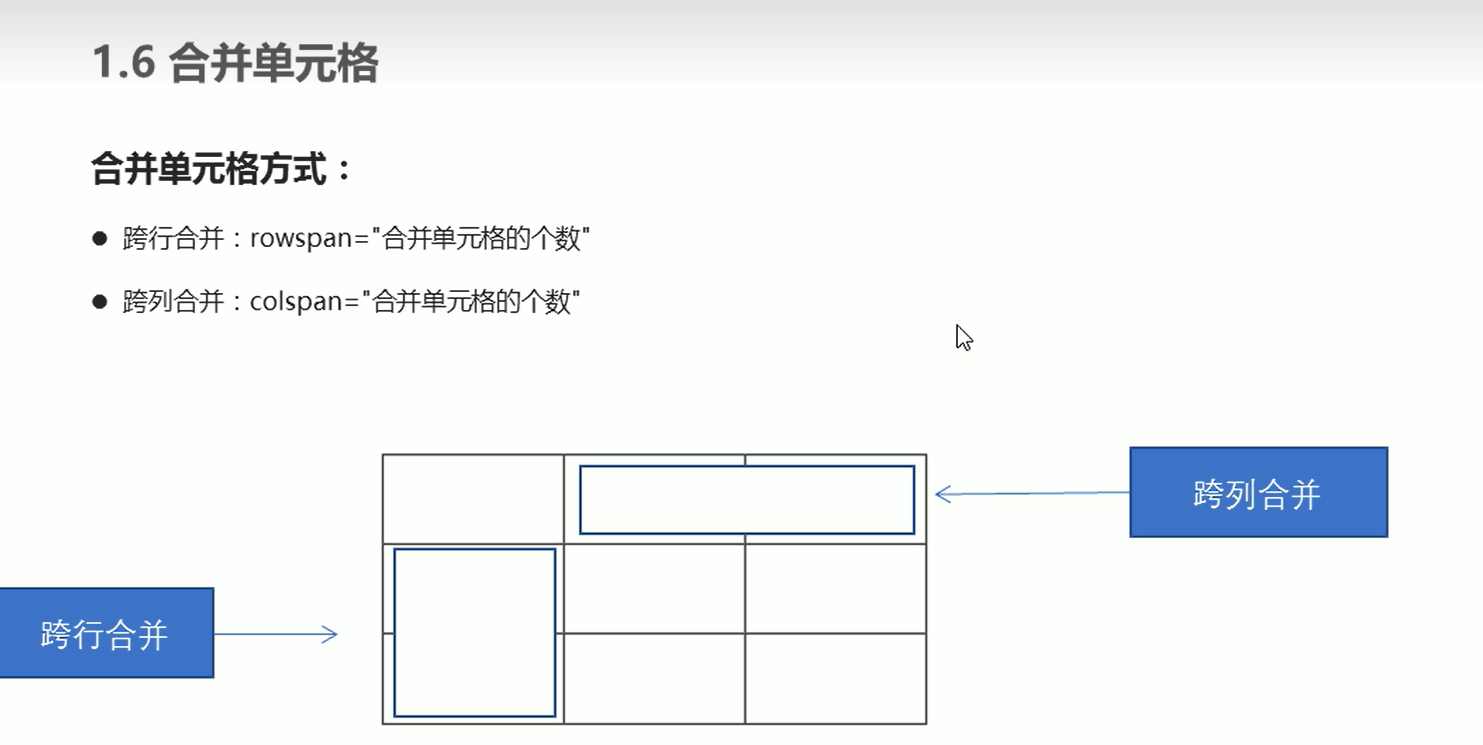 1.6 合并单元格
合并单元格方式：
● 跨行合并：rowspan="合并单元格的个数"
● 跨列合并：colspan="合并单元格的个数"
跨列合并
跨行合并